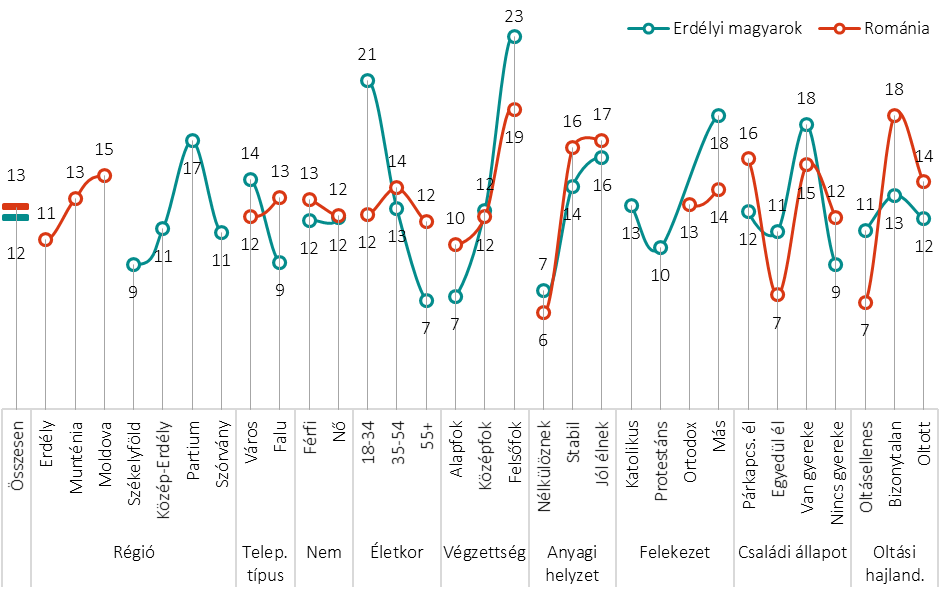 Erdélyi magyarok
Románia
13
12
11
13
15
9
11
17
11
14
12
13
9
13
12
12
12
21
12
14
13
12
7
10
7
12
12
23
19
7
6
16
14
17
16
13
10
13
18
14
16
12
11
7
18
15
12
9
11
7
18
13
14
12
Összesen
Erdély
Munténia
Moldova
Székelyföld
Közép-Erdély
Partium
Szórvány
Város
Falu
Férfi
Nő
18-34
35-54
55+
Alapfok
Középfok
Felsőfok
Nélkülöznek
Stabil
Jól élnek
Katolikus
Protestáns
Ortodox
Más
Párkapcs. él
Egyedül él
Van gyereke
Nincs gyereke
Oltásellenes
Bizonytalan
Oltott
Régió
Telep.
típus
Nem
Életkor
Végzettség
Anyagi
helyzet
Felekezet
Családi állapot
Oltási
hajland.